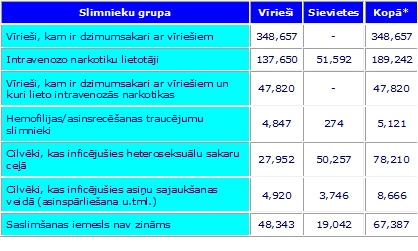 Slimnieku grupa Vīrieši Sievietes Kopā*
Vīrieši, kam ir dzimumsakari ar vīriešiem 348,657 - 348,657
Intravenozo narkotiku lietotāji 137,650 51,592 189,242
Vīrieši, kam ir dzimumsakari ar vīriešiem un
kuri lieto intravenozās narkotikas 47,820 - 47,820
Hemofilijas/asinsrecēšanas traucējumu
slimnieki 4,847 274 5,121
Cilvēki, kas inficējušies heteroseksuālu sakaru
ceļā 27,952 50,257 78,210
Cilvēki, kas inficējušies asiņu sajaukšanas
veidā (asinspārliešana u.tml.) 4,920 3,746 8,666
Saslimšanas iemesls nav zināms 48,343 19,042 67,387